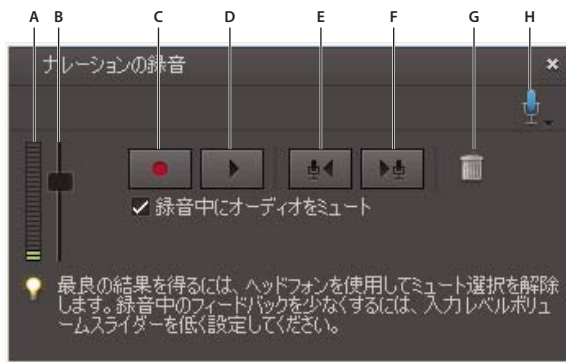 A B C D E F G H
ナレーションの録音
録音中にオーディオをミュート
最良の結果を得るには、ヘッドフォンを使用してミュート選択を解除
します。録音中のフィードバックを少なくするには、入力レベルボリュ
ームスライダーを低く設定してください。